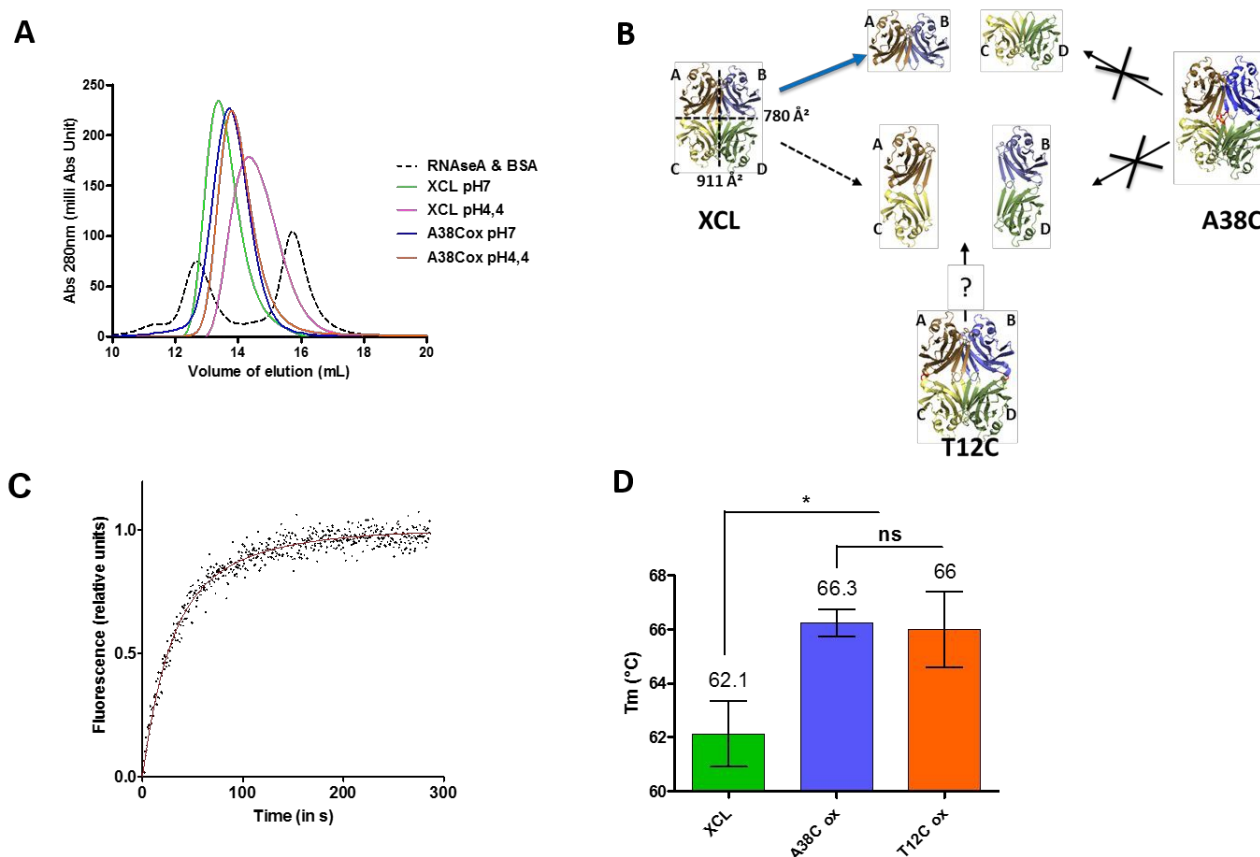 A
250
200
150
100
50
0
Abs 280nm (milli Abs Unit)
10 12 14 16 18 20
Volume of elution (mL)
RNAseA & BSA
XCL pH7
XCL pH4,4
A38Cox pH7
A38Cox pH4,4
B
A B
C D
A B
780 Å²
C D
911 Å²
XCL
A B
C D
A38C
?
A B
C D
T12C
C
1.0
0.5
0.0
Fluorescence (relative units)
0 100 200 300
Time (in s)
D
*
ns
68
66
64
62
60
Tm (°C)
62.1
66.3
66
XCL
A38C ox
T12C ox